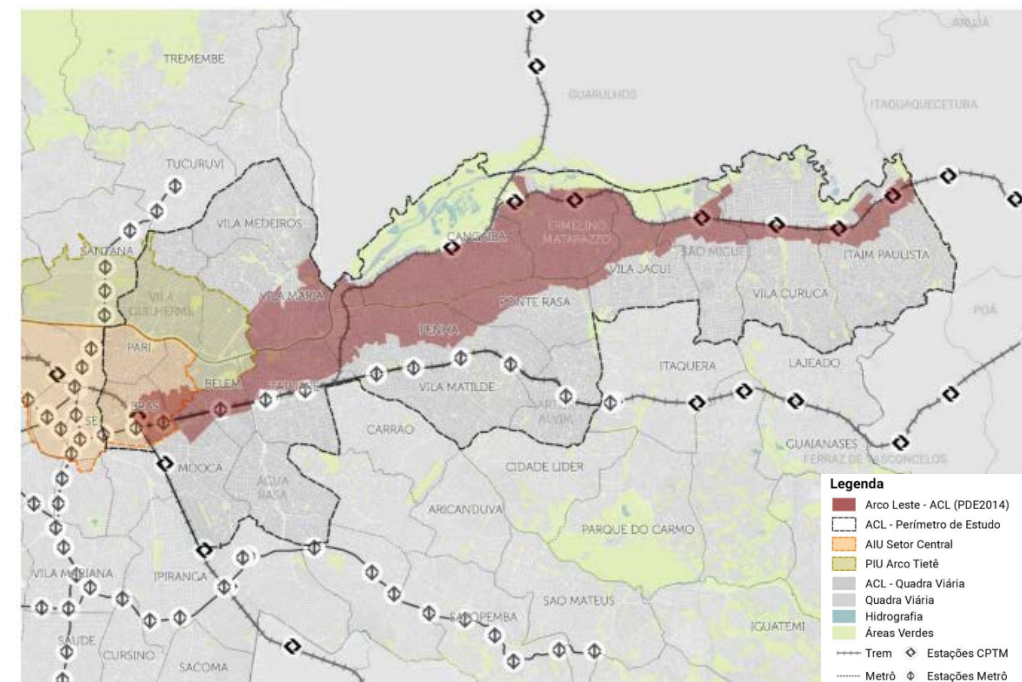 TREMEMBE
ARUJÁ
GUARULHOS
ITAQUAQUECETUBA
TUCURUVI
VILA MEDEIROS
SANTANA
CANGAIBA
ERMELINO
MATARAZZO
SÃO MIGUEL
ITAIM PAULISTA
VILA JACUI
VILA MARIA
VILA
GUILHERME
VILA CURUCA
PONTE RASA
POÁ
PENHA
PARI
ITAQUERA
LAJEADO
BELEM
TATUAPE
VILA MATILDE
BRAS
SE
ARTUR
ALVIM
CARRAO
GUAIANASES
FERRAZ DE VASCONCELOS
CIDADE LIDER
MOOCA
AGUA
RASA
ARICANDUVA
PARQUE DO CARMO
VILA MARIANA
IPIRANGA
SAO MATEUS
SAPOPEMBA
IGUATEMI
SAUDE
CURSINO
SACOMA
Legenda
Arco Leste - ACL (PDE2014)
ACL - Perímetro de Estudo
AIU Setor Central
PIU Arco Tietê
ACL - Quadra Viária
Quadra Viária
Hidrografia
Áreas Verdes
Trem Estações CPTM
Metrô Estações Metrô